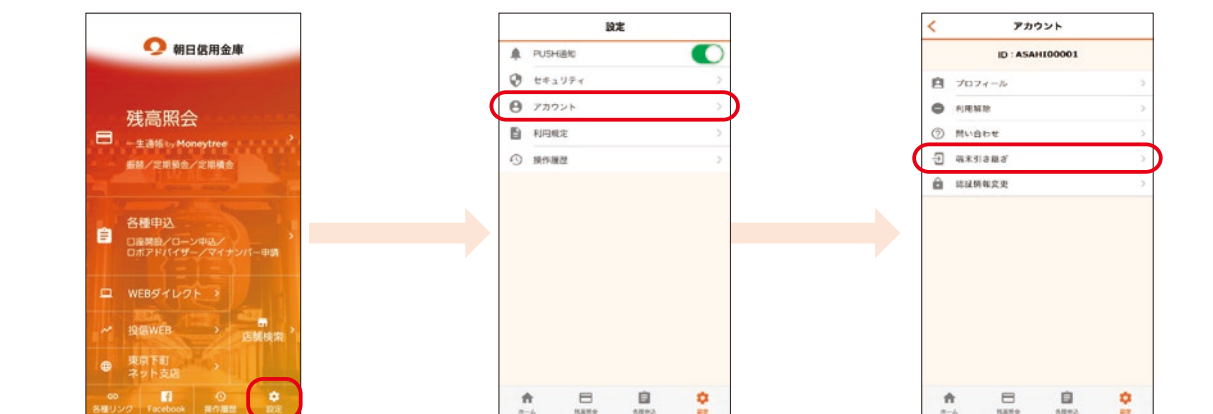 朝日信用金庫
残高照会
一生通帳 by Moneytree
振替/定期預金/定期積金
各種申込
口座開設/ローン申込/
ロボアドバイザー/マイナンバー申請
WEBダイレクト
投信WEB
店舗検索
東京下町
ネット支店
各種リンク
Facebook
操作履歴
設定
設定
PUSH通知
セキュリティ
アカウント
利用規定
操作履歴
ホーム
残高照会
各種申込
設定
アカウント
ID:ASAHI00001
プロフィール
利用解除
問い合わせ
端末引き継ぎ
認証情報変更
ホーム
残高照会
各種申込
設定